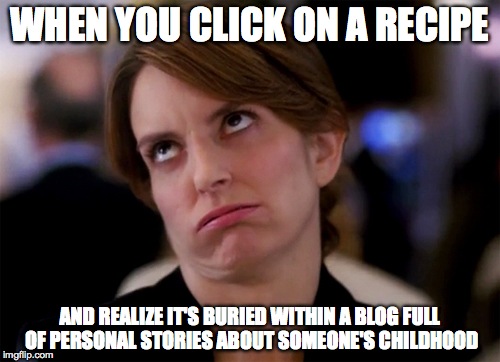 WHEN YOU CLICK ON A RECIPE
AND REALIZE IT'S BURIED WITHIN A BLOG FULL
OF PERSONAL STORIES ABOUT SOMEONE'S CHILDHOOD
imgflip.com